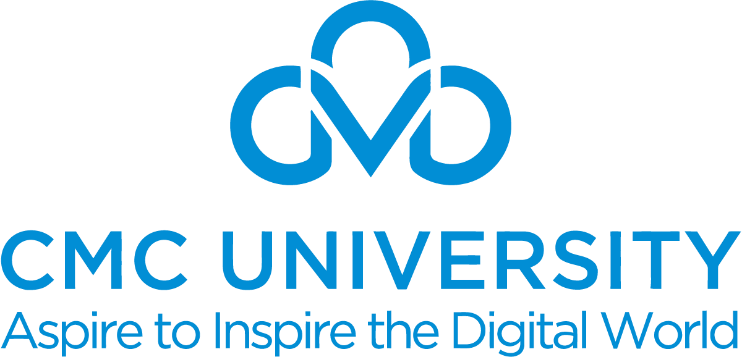 CMC UNIVERSITY
Aspire to Inspire the Digital World